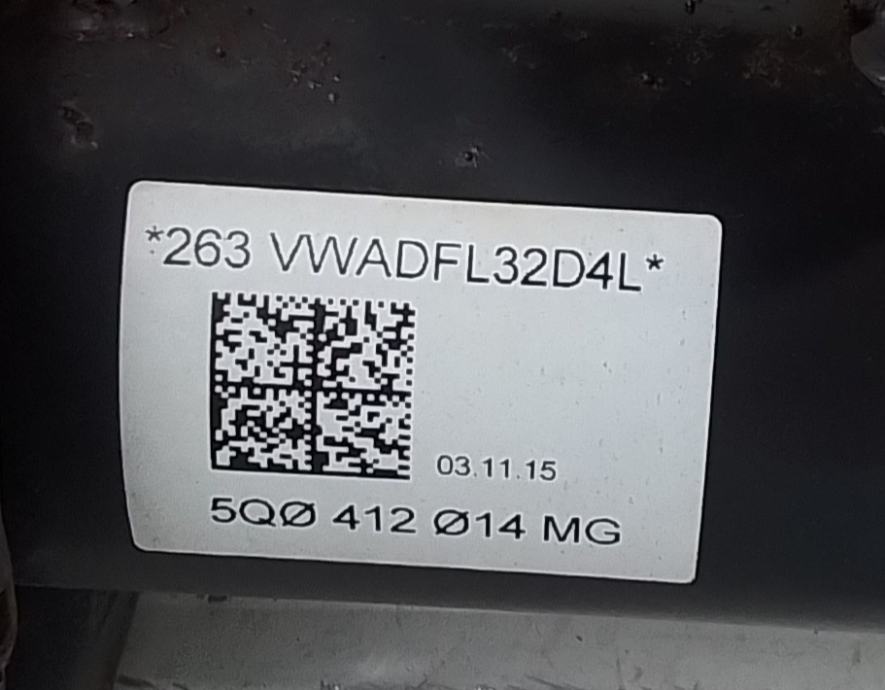 *263 VWADFL32D4L*
03.11.15
5QØ 412 Ø14 MG